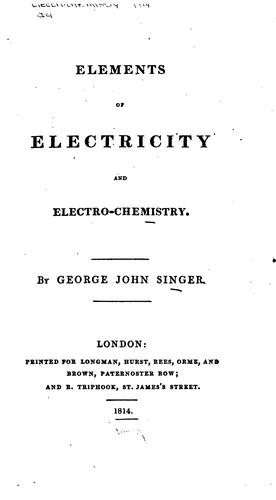 ELEMENTS
OF
ELECTRICITY
AND
ELECTRO-CHEMISTRY.
BY GEORGE JOHN SINGER.
LONDON:
PRINTED FOR LONGMAN, HURST, REES, ORME, AND
BROWN, PATERNOSTER ROW;
AND R. TRIPHOOK, ST. JAMES'S STREET.
1814.